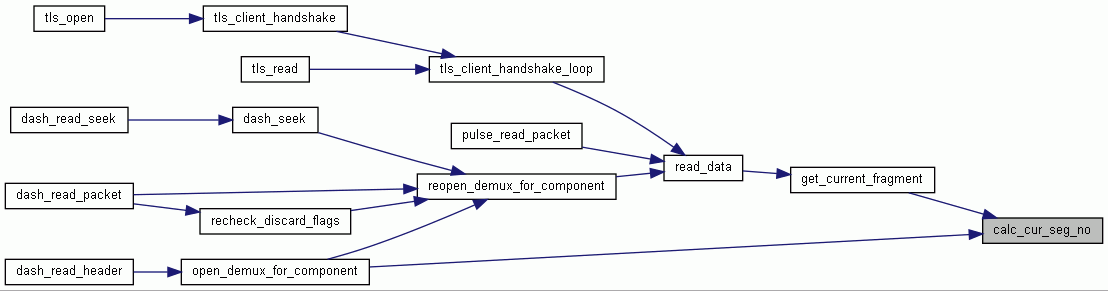 tls_open
tls_client_handshake
tls_read
tls_client_handshake_loop
dash_read_seek
dash_seek
pulse_read_packet
read_data
get_current_fragment
reopen_demux_for_component
dash_read_packet
recheck_discard_flags
calc_cur_seg_no
dash_read_header
open_demux_for_component